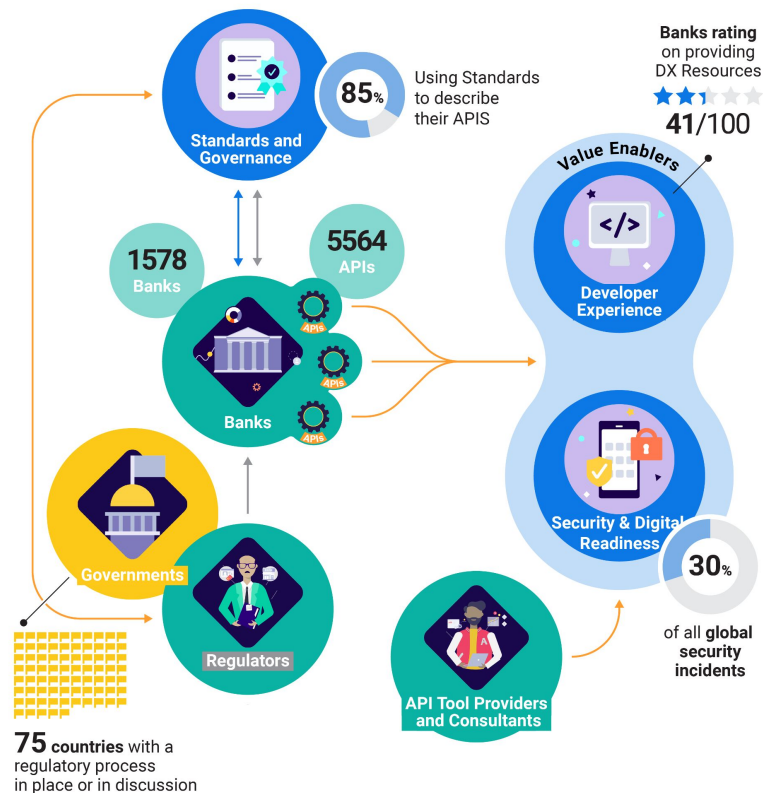 Banks rating
on providing
DX Resources
41/100
85%
Using Standards
to describe
their APIS
Standards and
Governance
Value Enablers
</>
Developer
Experience
1578
Banks
5564
APIs
APIs
APIs
APIs
Banks
Security & Digital
Readiness
30%
of all global
security
incidents
Governments
Regulators
A
API Tool Providers
and Consultants
75 countries with a
regulatory process
in place or in discussion